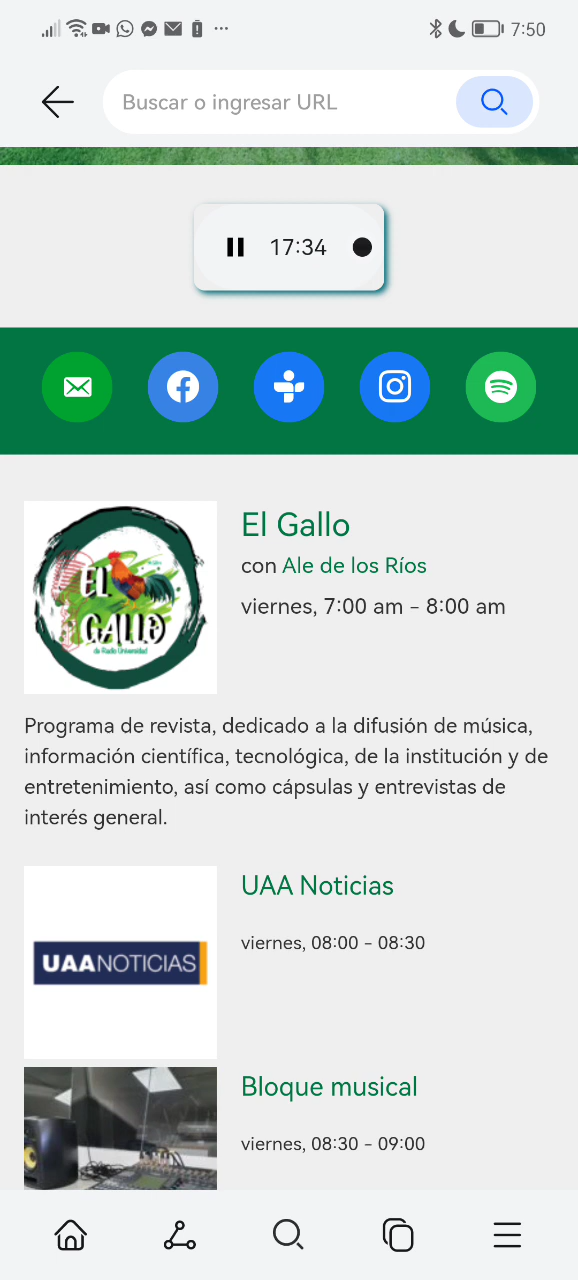 7:50
Buscar o ingresar URL
17:34
EL
GALLO
de Radio Universidad
El Gallo
con Ale de los Ríos
viernes, 7:00 am - 8:00 am
Programa de revista, dedicado a la difusión de música,
información científica, tecnológica, de la institución y de
entretenimiento, así como cápsulas y entrevistas de
interés general.
UAANOTICIAS
UAA Noticias
viernes, 08:00 - 08:30
Bloque musical
viernes, 08:30 - 09:00